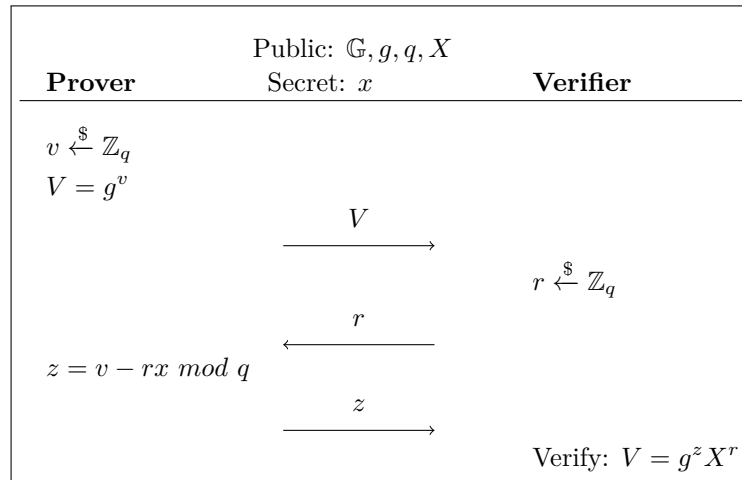 Public: 𝔾, g, q, X
Prover Secret: x Verifier
v ←$ ℤ_q
V = g^v
V
r ←$ ℤ_q
r
z = v − rx mod q
z
Verify: V = g^z X^r